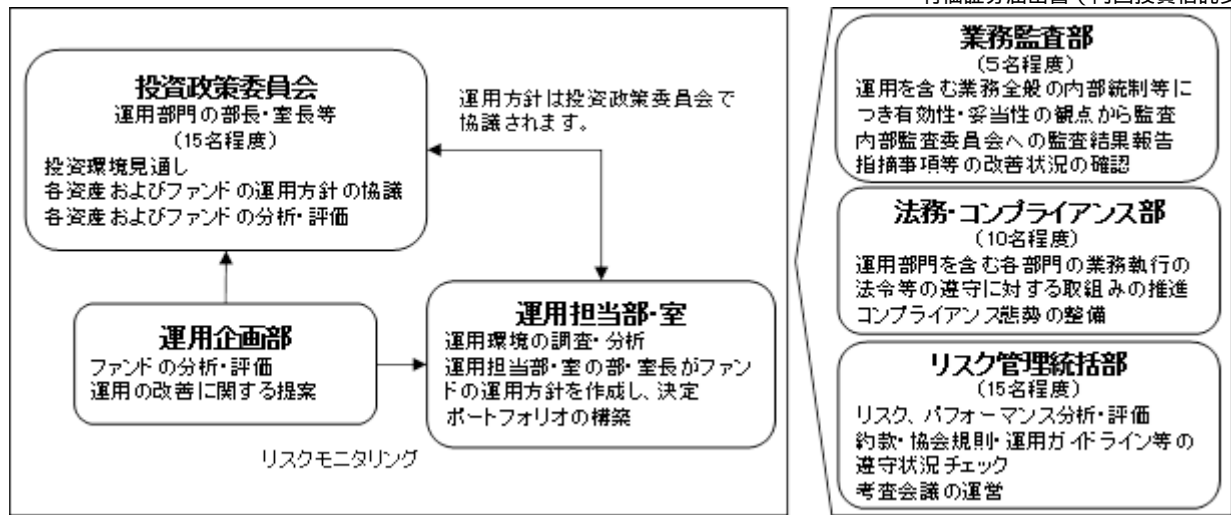 投資政策委員会
運用部門の部長・室長等
(15名程度)
投資環境見通し
各資産およびファンドの運用方針の協議
各資産およびファンドの分析・評価
運用方針は投資政策委員会で
協議されます。
運用企画部
ファンドの分析・評価
運用の改善に関する提案
運用担当部・室
運用環境の調査・分析
運用担当部・室の部・室長がファン
ドの運用方針を作成し、決定
ポートフォリオの構築
リスクモニタリング
業務監査部
(5名程度)
運用を含む業務全般の内部統制等に
つき有効性・妥当性の観点から監査
内部監査委員会への監査結果報告
指摘事項等の改善状況の確認
法務・コンプライアンス部
(10名程度)
運用部門を含む各部門の業務執行の
法令等の遵守に対する取組みの推進
コンプライアンス態勢の整備
リスク管理統括部
(15名程度)
リスク、パフォーマンス分析・評価
約款・協会規則・運用ガイドライン等の
遵守状況チェック
考査会議の運営